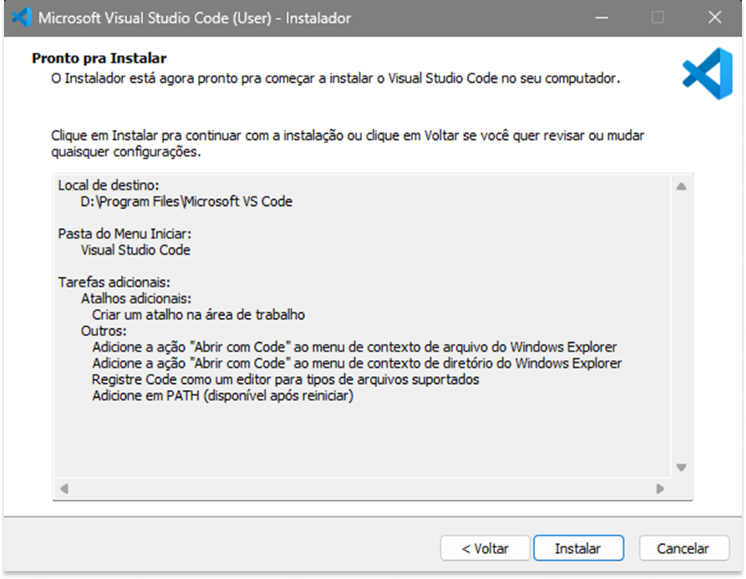 Microsoft Visual Studio Code (User) - Instalador
Pronto pra Instalar
O Instalador está agora pronto pra começar a instalar o Visual Studio Code no seu computador.
Clique em Instalar pra continuar com a instalação ou clique em Voltar se você quer revisar ou mudar
quaisquer configurações.
Local de destino:
D:\Program Files\Microsoft VS Code
Pasta do Menu Iniciar:
Visual Studio Code
Tarefas adicionais:
Atalhos adicionais:
Criar um atalho na área de trabalho
Outros:
Adicione a ação "Abrir com Code" ao menu de contexto de arquivo do Windows Explorer
Adicione a ação "Abrir com Code" ao menu de contexto de diretório do Windows Explorer
Registre Code como um editor para tipos de arquivos suportados
Adicione em PATH (disponível após reiniciar)
< Voltar
Instalar
Cancelar